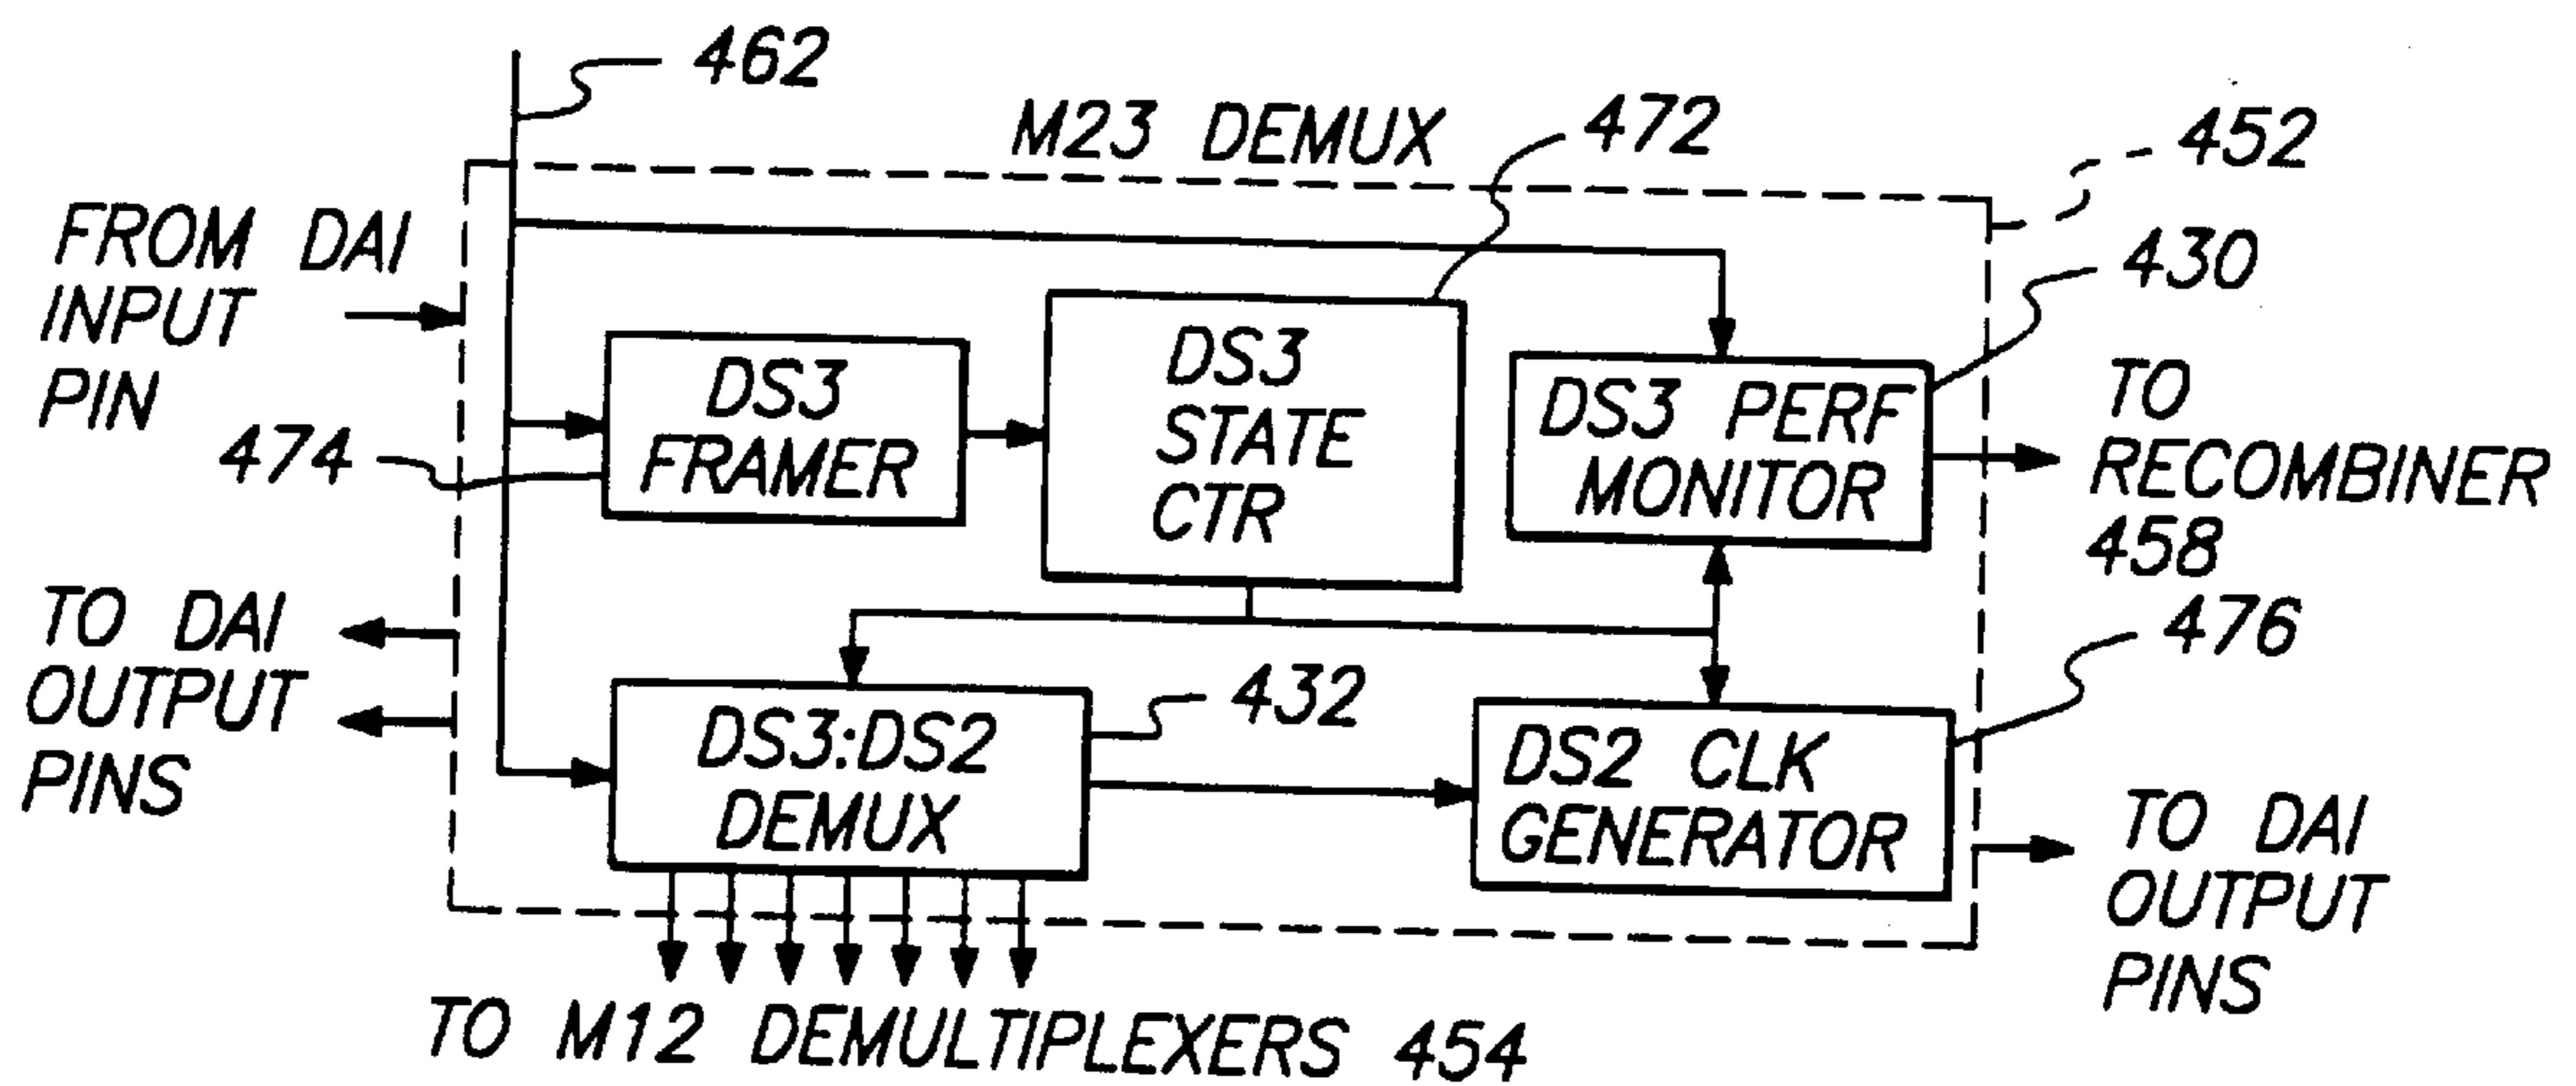 462
M23 DEMUX
472
452
FROM DAI
INPUT
PIN
430
DS3
FRAMER
DS3
STATE
CTR
DS3 PERF
MONITOR
474
TO
RECOMBINER
458
TO DAI
OUTPUT
PINS
432
476
DS3:DS2
DEMUX
DS2 CLK
GENERATOR
TO DAI
OUTPUT
PINS
TO M12 DEMULTIPLEXERS 454